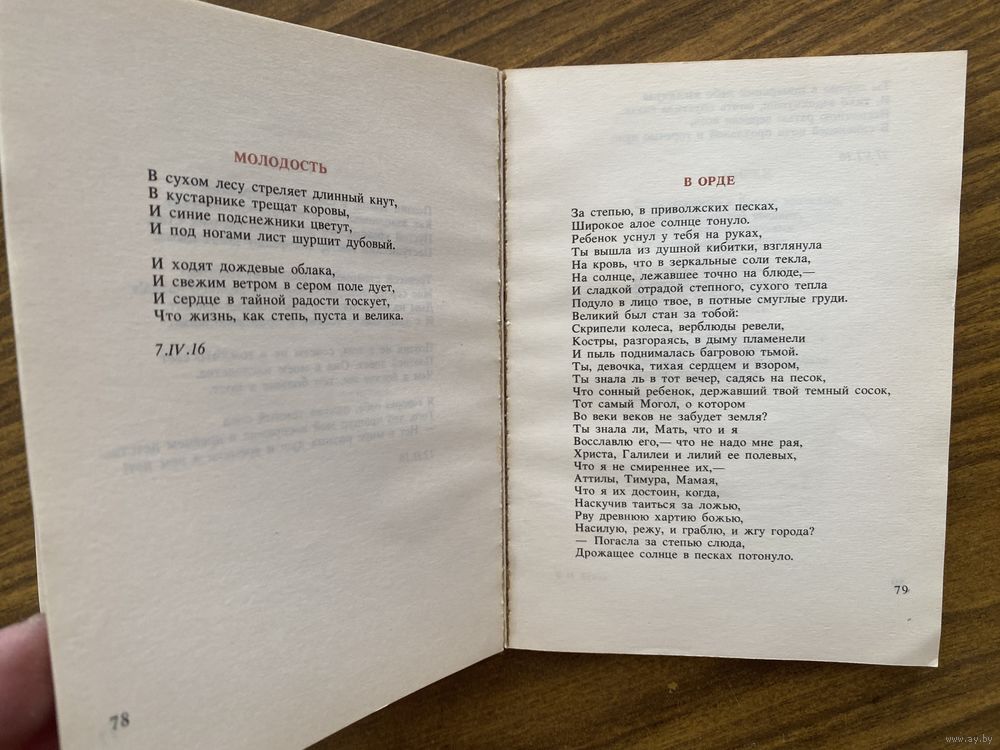 МОЛОДОСТЬ
В сухом лесу стреляет длинный кнут,
В кустарнике трещат коровы,
И синие подснежники цветут,
И под ногами лист шуршит дубовый.
И ходят дождевые облака,
И свежим ветром в сером поле дует,
И сердце в тайной радости тоскует,
Что жизнь, как степь, пуста и велика.
7.IV.16
78
В ОРДЕ
За степью, в приволжских песках,
Широкое алое солнце тонуло.
Ребенок уснул у тебя на руках,
Ты вышла из душной кибитки, взглянула
На кровь, что в зеркальные соли текла,
На солнце, лежавшее точно на блюде,—
И сладкой отрадой степного, сухого тепла
Подуло в лицо твое, в потные смуглые груди.
Великий был стан за тобой:
Скрипели колеса, верблюды ревели,
Костры, разгораясь, в дыму пламенели
И пыль поднималась багровою тьмой.
Ты, девочка, тихая сердцем и взором,
Ты знала ль в тот вечер, садясь на песок,
Что сонный ребенок, державший твой темный сосок,
Тот самый Могол, о котором
Во веки веков не забудет земля?
Ты знала ли, Мать, что и я
Восславлю его,— что не надо мне рая,
Христа, Галилеи и лилий ее полевых,
Что я не смиреннее их,—
Аттилы, Тимура, Мамая,
Что я их достоин, когда,
Наскучив таиться за ложью,
Рву древнюю хартию божью,
Насилую, режу, и граблю, и жгу города?
— Погасла за степью слюда,
Дрожащее солнце в песках потонуло.
79
www.ay.by